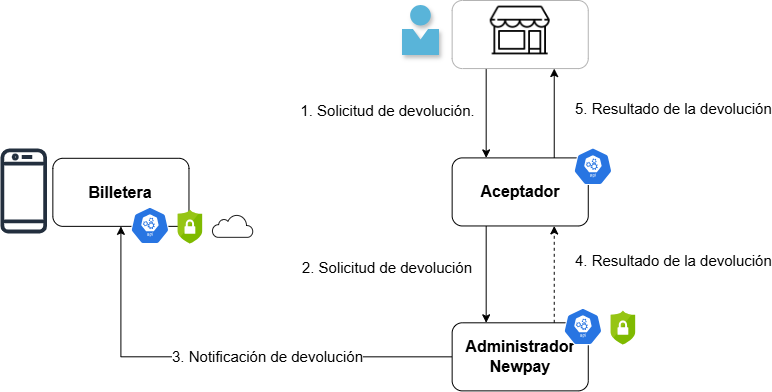 1. Solicitud de devolución.
5. Resultado de la devolución
Billetera
Aceptador
2. Solicitud de devolución
4. Resultado de la devolución
3. Notificación de devolución
Administrador
Newpay